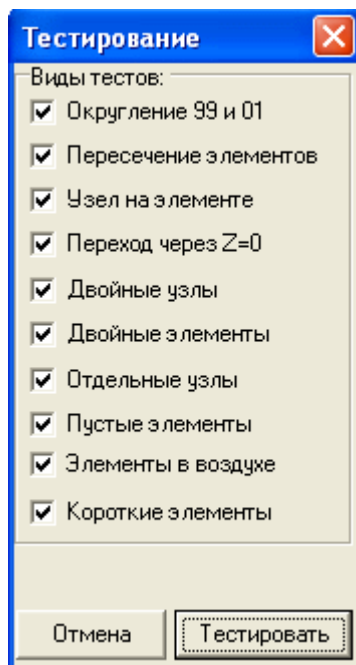 Тестирование
Виды тестов:
Округление 99 и 01
Пересечение элементов
Узел на элементе
Переход через Z=0
Двойные узлы
Двойные элементы
Отдельные узлы
Пустые элементы
Элементы в воздухе
Короткие элементы
Отмена Тестировать